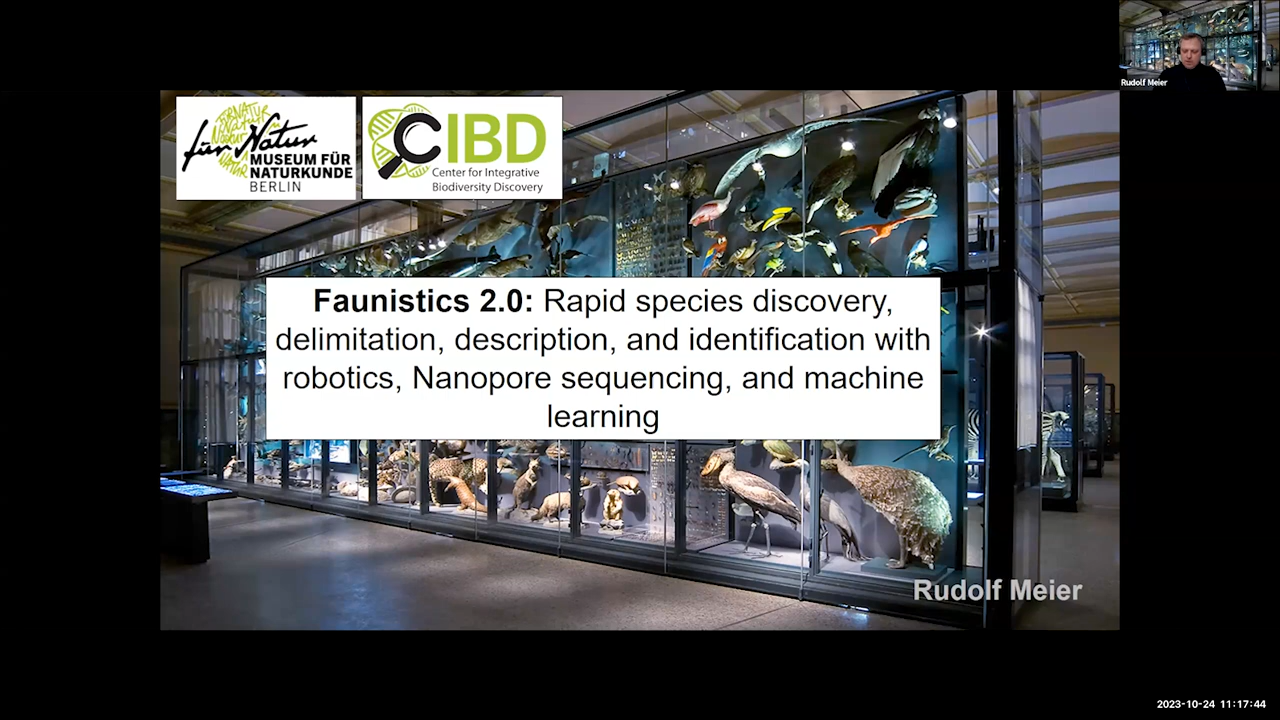 Rudolf Meier
für Natur
MUSEUM FÜR
NATURKUNDE
BERLIN
CIBD
Center for Integrative
Biodiversity Discovery
Faunistics 2.0: Rapid species discovery,
delimitation, description, and identification with
robotics, Nanopore sequencing, and machine
learning
Rudolf Meier
2023-10-24 11:17:44